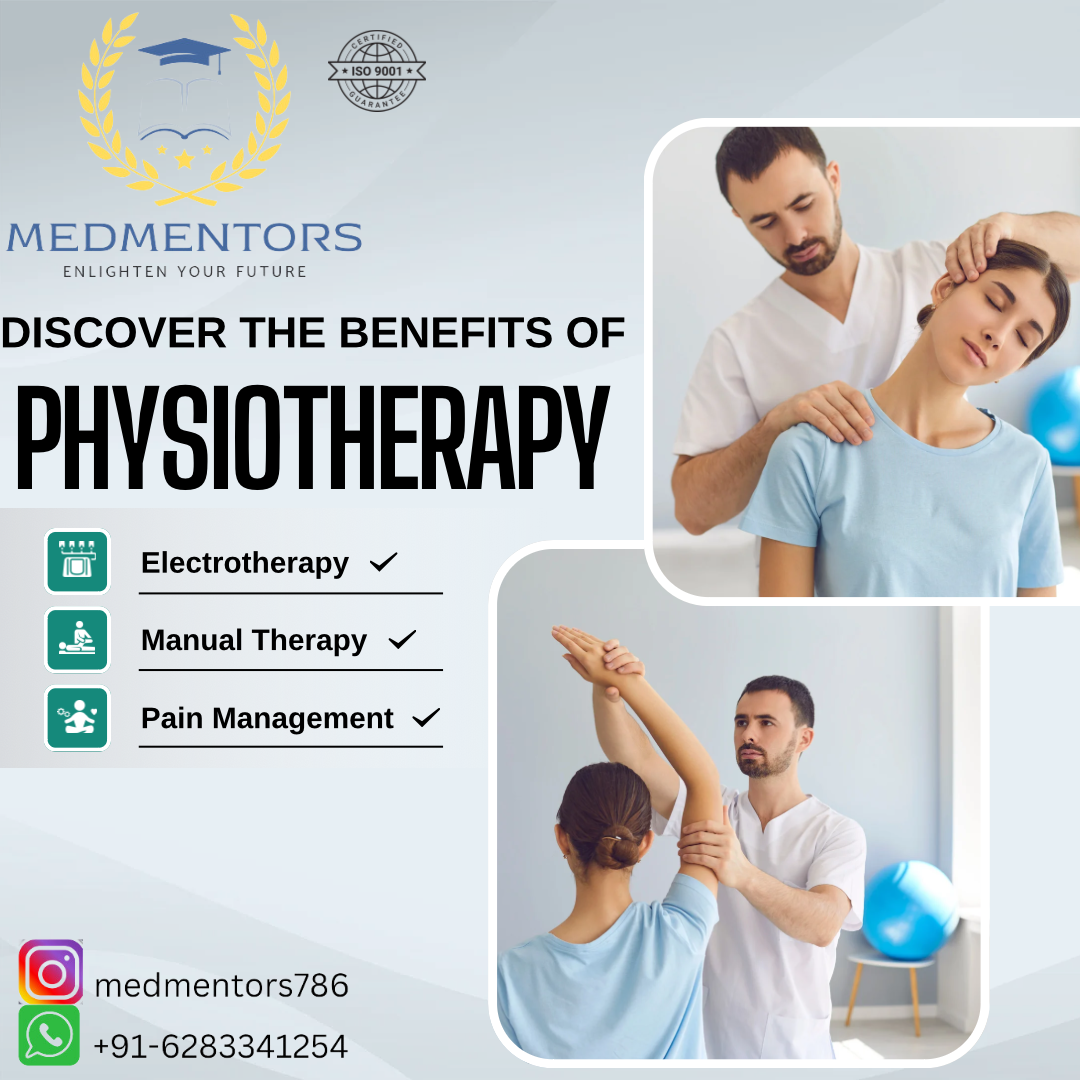 CERTIFIED
ISO 9001
GUARANTEE
MEDMENTORS
ENLIGHTEN YOUR FUTURE
DISCOVER THE BENEFITS OF
PHYSIOTHERAPY
Electrotherapy
Manual Therapy
Pain Management
medmentors786
+91-6283341254